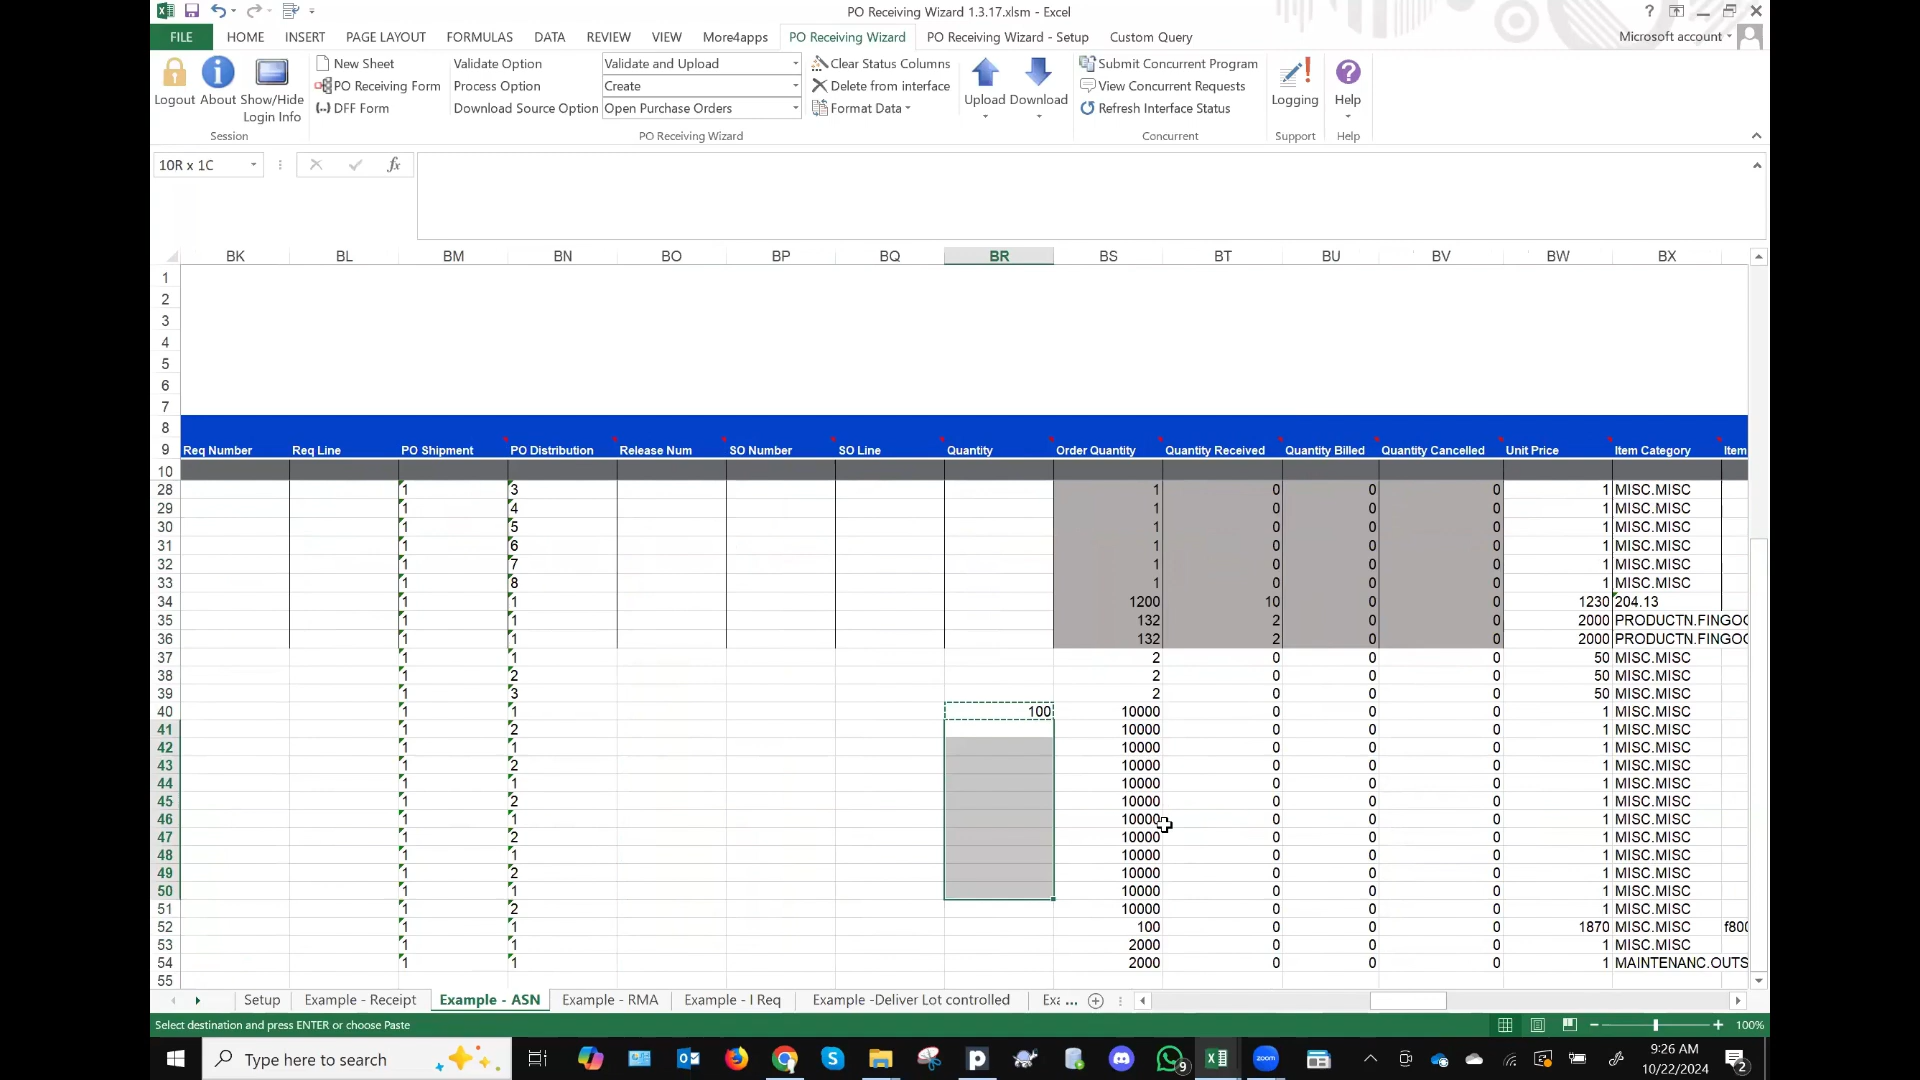 PO Receiving Wizard 1.3.17.xlsm - Excel
FILE HOME INSERT PAGE LAYOUT FORMULAS DATA REVIEW VIEW More4apps PO Receiving Wizard PO Receiving Wizard - Setup Custom Query Microsoft account
New Sheet Validate Option Validate and Upload Clear Status Columns Submit Concurrent Program
PO Receiving Form Process Option Create Delete from interface View Concurrent Requests
Logout About Show/Hide Login Info (..) DFF Form Download Source Option Open Purchase Orders Format Data Upload Download Refresh Interface Status Logging Help
Session PO Receiving Wizard Concurrent Support Help
10R x 1C fx
BK BL BM BN BO BP BQ BR BS BT BU BV BW BX
1
2
3
4
5
6
7
8
9 Req Number Req Line PO Shipment PO Distribution Release Num SO Number SO Line Quantity Order Quantity Quantity Received Quantity Billed Quantity Cancelled Unit Price Item Category Item
10
28 1 3 1 0 0 0 1 MISC.MISC
29 1 4 1 0 0 0 1 MISC.MISC
30 1 5 1 0 0 0 1 MISC.MISC
31 1 6 1 0 0 0 1 MISC.MISC
32 1 7 1 0 0 0 1 MISC.MISC
33 1 8 1 0 0 0 1 MISC.MISC
34 1 1 1200 10 0 0 1230 204.13
35 1 1 132 2 0 0 2000 PRODUCTN.FINGOO
36 1 1 132 2 0 0 2000 PRODUCTN.FINGOO
37 1 1 2 0 0 0 50 MISC.MISC
38 1 2 2 0 0 0 50 MISC.MISC
39 1 3 2 0 0 0 50 MISC.MISC
40 1 1 100 10000 0 0 0 1 MISC.MISC
41 1 2 10000 0 0 0 1 MISC.MISC
42 1 1 10000 0 0 0 1 MISC.MISC
43 1 2 10000 0 0 0 1 MISC.MISC
44 1 1 10000 0 0 0 1 MISC.MISC
45 1 2 10000 0 0 0 1 MISC.MISC
46 1 1 10000 0 0 0 1 MISC.MISC
47 1 2 10000 0 0 0 1 MISC.MISC
48 1 1 10000 0 0 0 1 MISC.MISC
49 1 2 10000 0 0 0 1 MISC.MISC
50 1 1 10000 0 0 0 1 MISC.MISC
51 1 2 10000 0 0 0 1 MISC.MISC
52 1 1 100 0 0 0 1870 MISC.MISC f800
53 1 1 2000 0 0 0 1 MISC.MISC
54 1 1 2000 0 0 0 1 MAINTENANC.OUTS
55
Setup Example - Receipt Example - ASN Example - RMA Example - I Req Example -Deliver Lot controlled Exa ...
Select destination and press ENTER or choose Paste 100%
Type here to search zoom 9 9:26 AM
10/22/2024 2